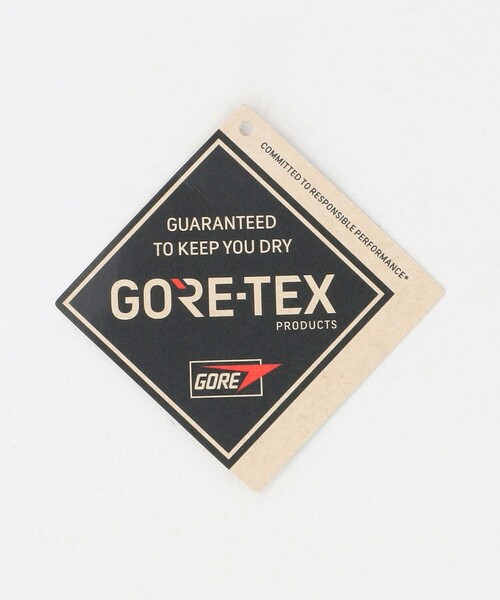 COMMITTED TO RESPONSIBLE PERFORMANCE*
GUARANTEED
TO KEEP YOU DRY
GORE-TEX
PRODUCTS
GORE